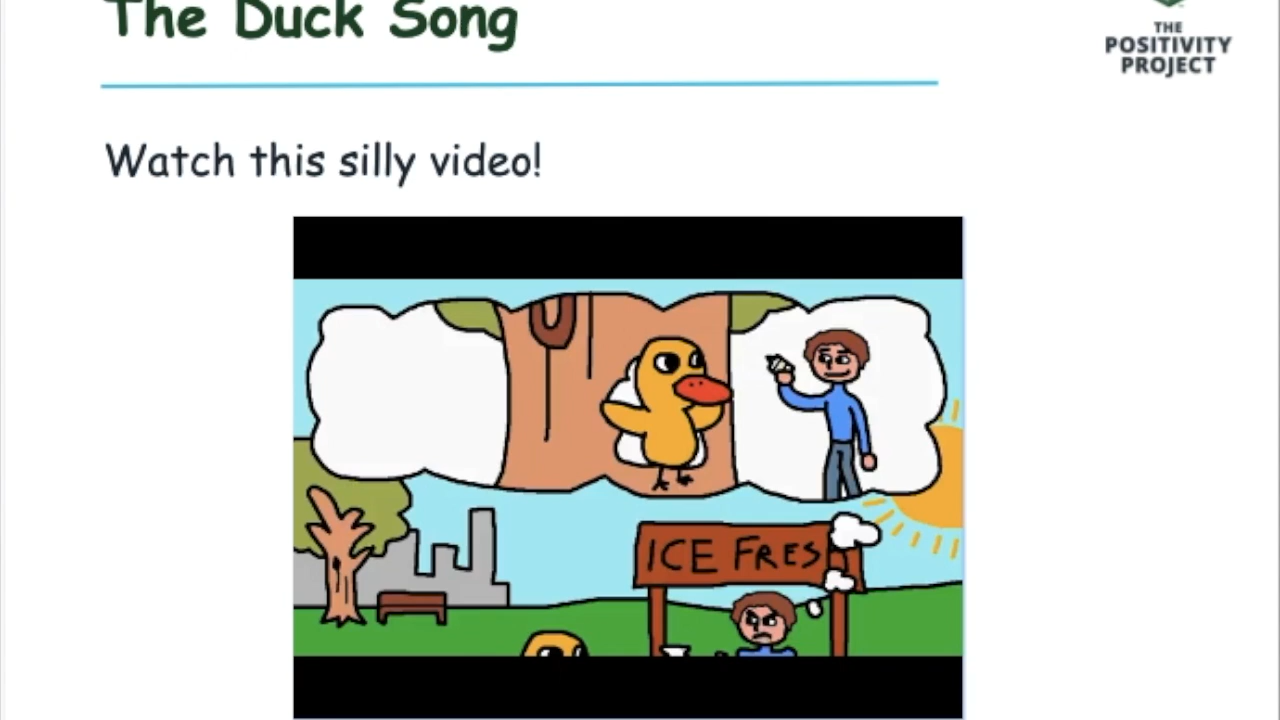 The Duck Song
THE
POSITIVITY
PROJECT
Watch this silly video!
ICE FRES